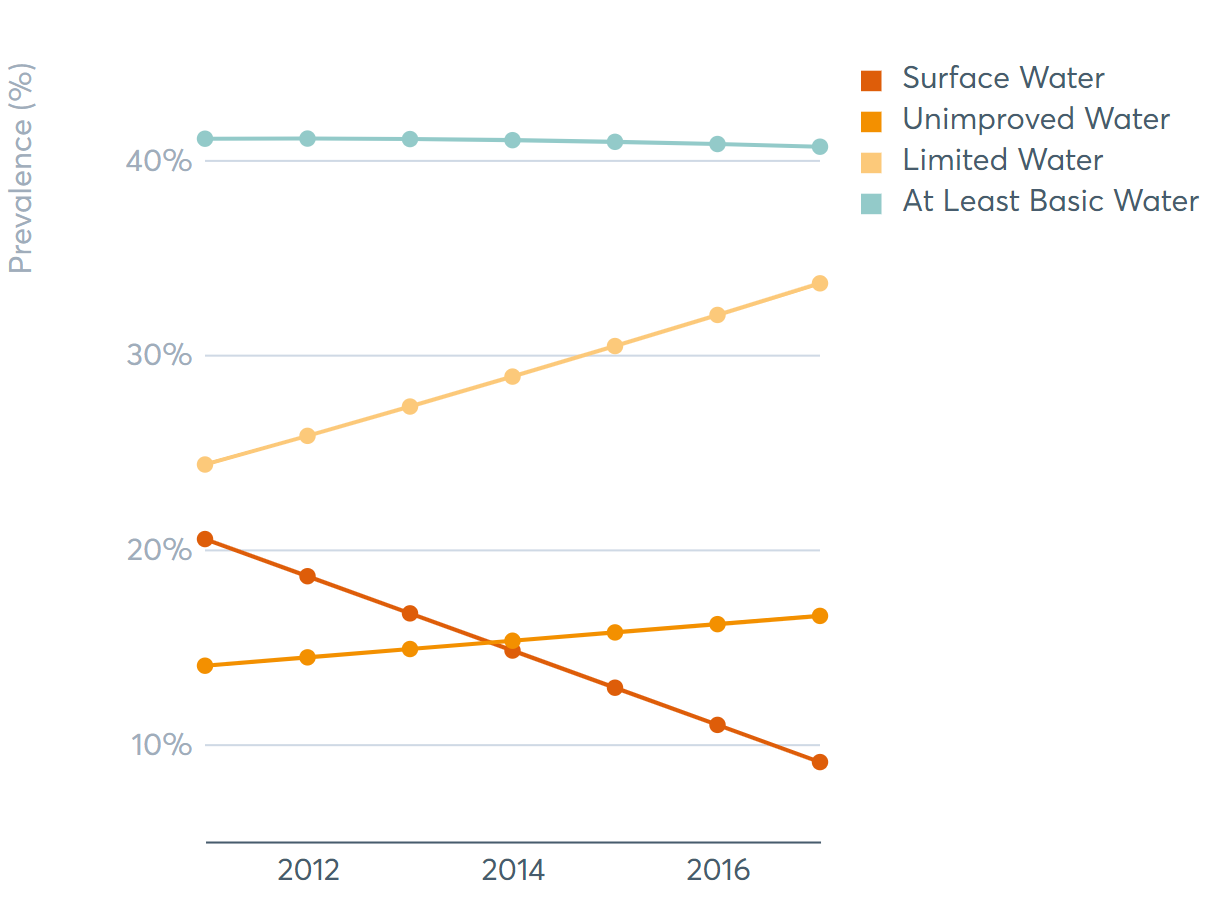 Prevalence (%)
40%
30%
20%
10%
2012
2014
2016
Surface Water
Unimproved Water
Limited Water
At Least Basic Water